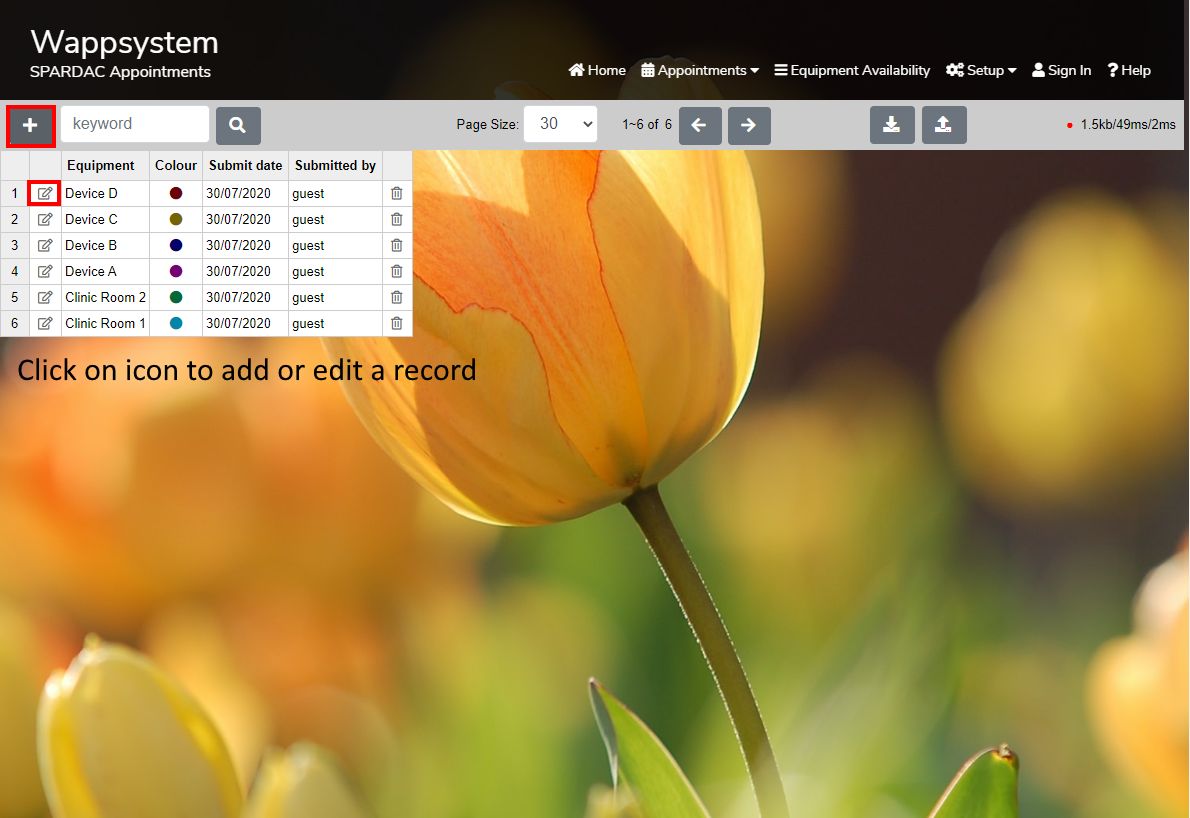 Wappsystem
SPARDAC Appointments
Home Appointments Equipment Availability Setup Sign In Help
keyword Page Size: 30 1~6 of 6 1.5kb/49ms/2ms
Equipment Colour Submit date Submitted by
1 Device D 30/07/2020 guest
2 Device C 30/07/2020 guest
3 Device B 30/07/2020 guest
4 Device A 30/07/2020 guest
5 Clinic Room 2 30/07/2020 guest
6 Clinic Room 1 30/07/2020 guest
Click on icon to add or edit a record